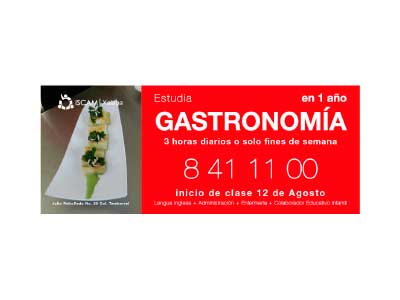 iSCAM | Xalapa
Estudia
en 1 año
GASTRONOMÍA
3 horas diarios o solo fines de semana
8 41 11 00
inicio de clase 12 de Agosto
Lengua Inglesa + Administración + Enfermería + Colaborador Educativo Infantil